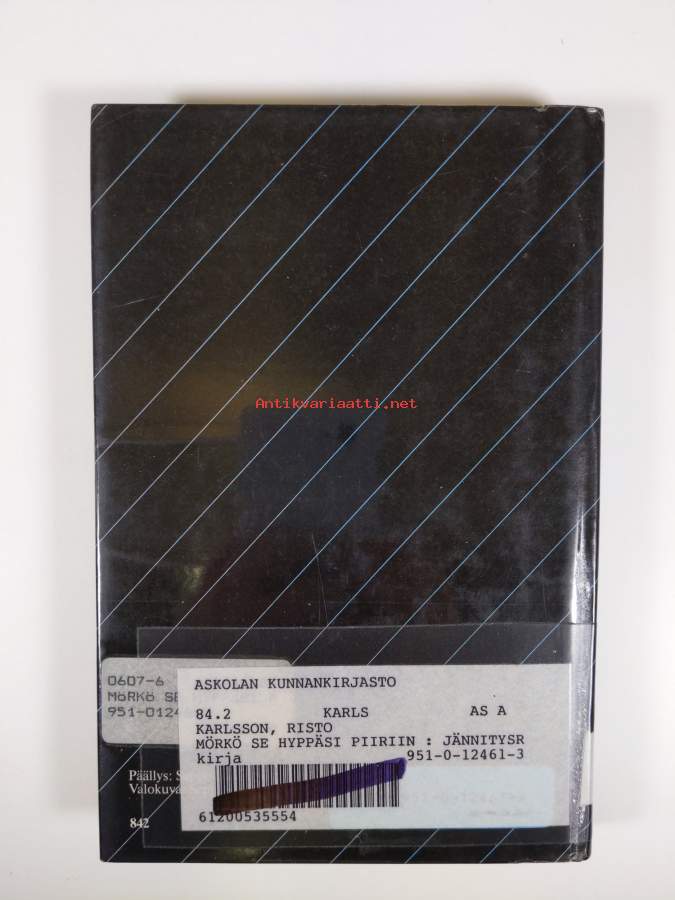 Antikvariaatti.net
0607-6
MÖRKÖ SE
951-0124
ASKOLAN KUNNANKIRJASTO
84.2 KARLS AS A
KARLSSON, RISTO
MÖRKÖ SE HYPPÄSI PIIRIIN : JÄNNITYSR
kirja 951-0-12461-3
61200535554
Päällys:
Valokuva:
842